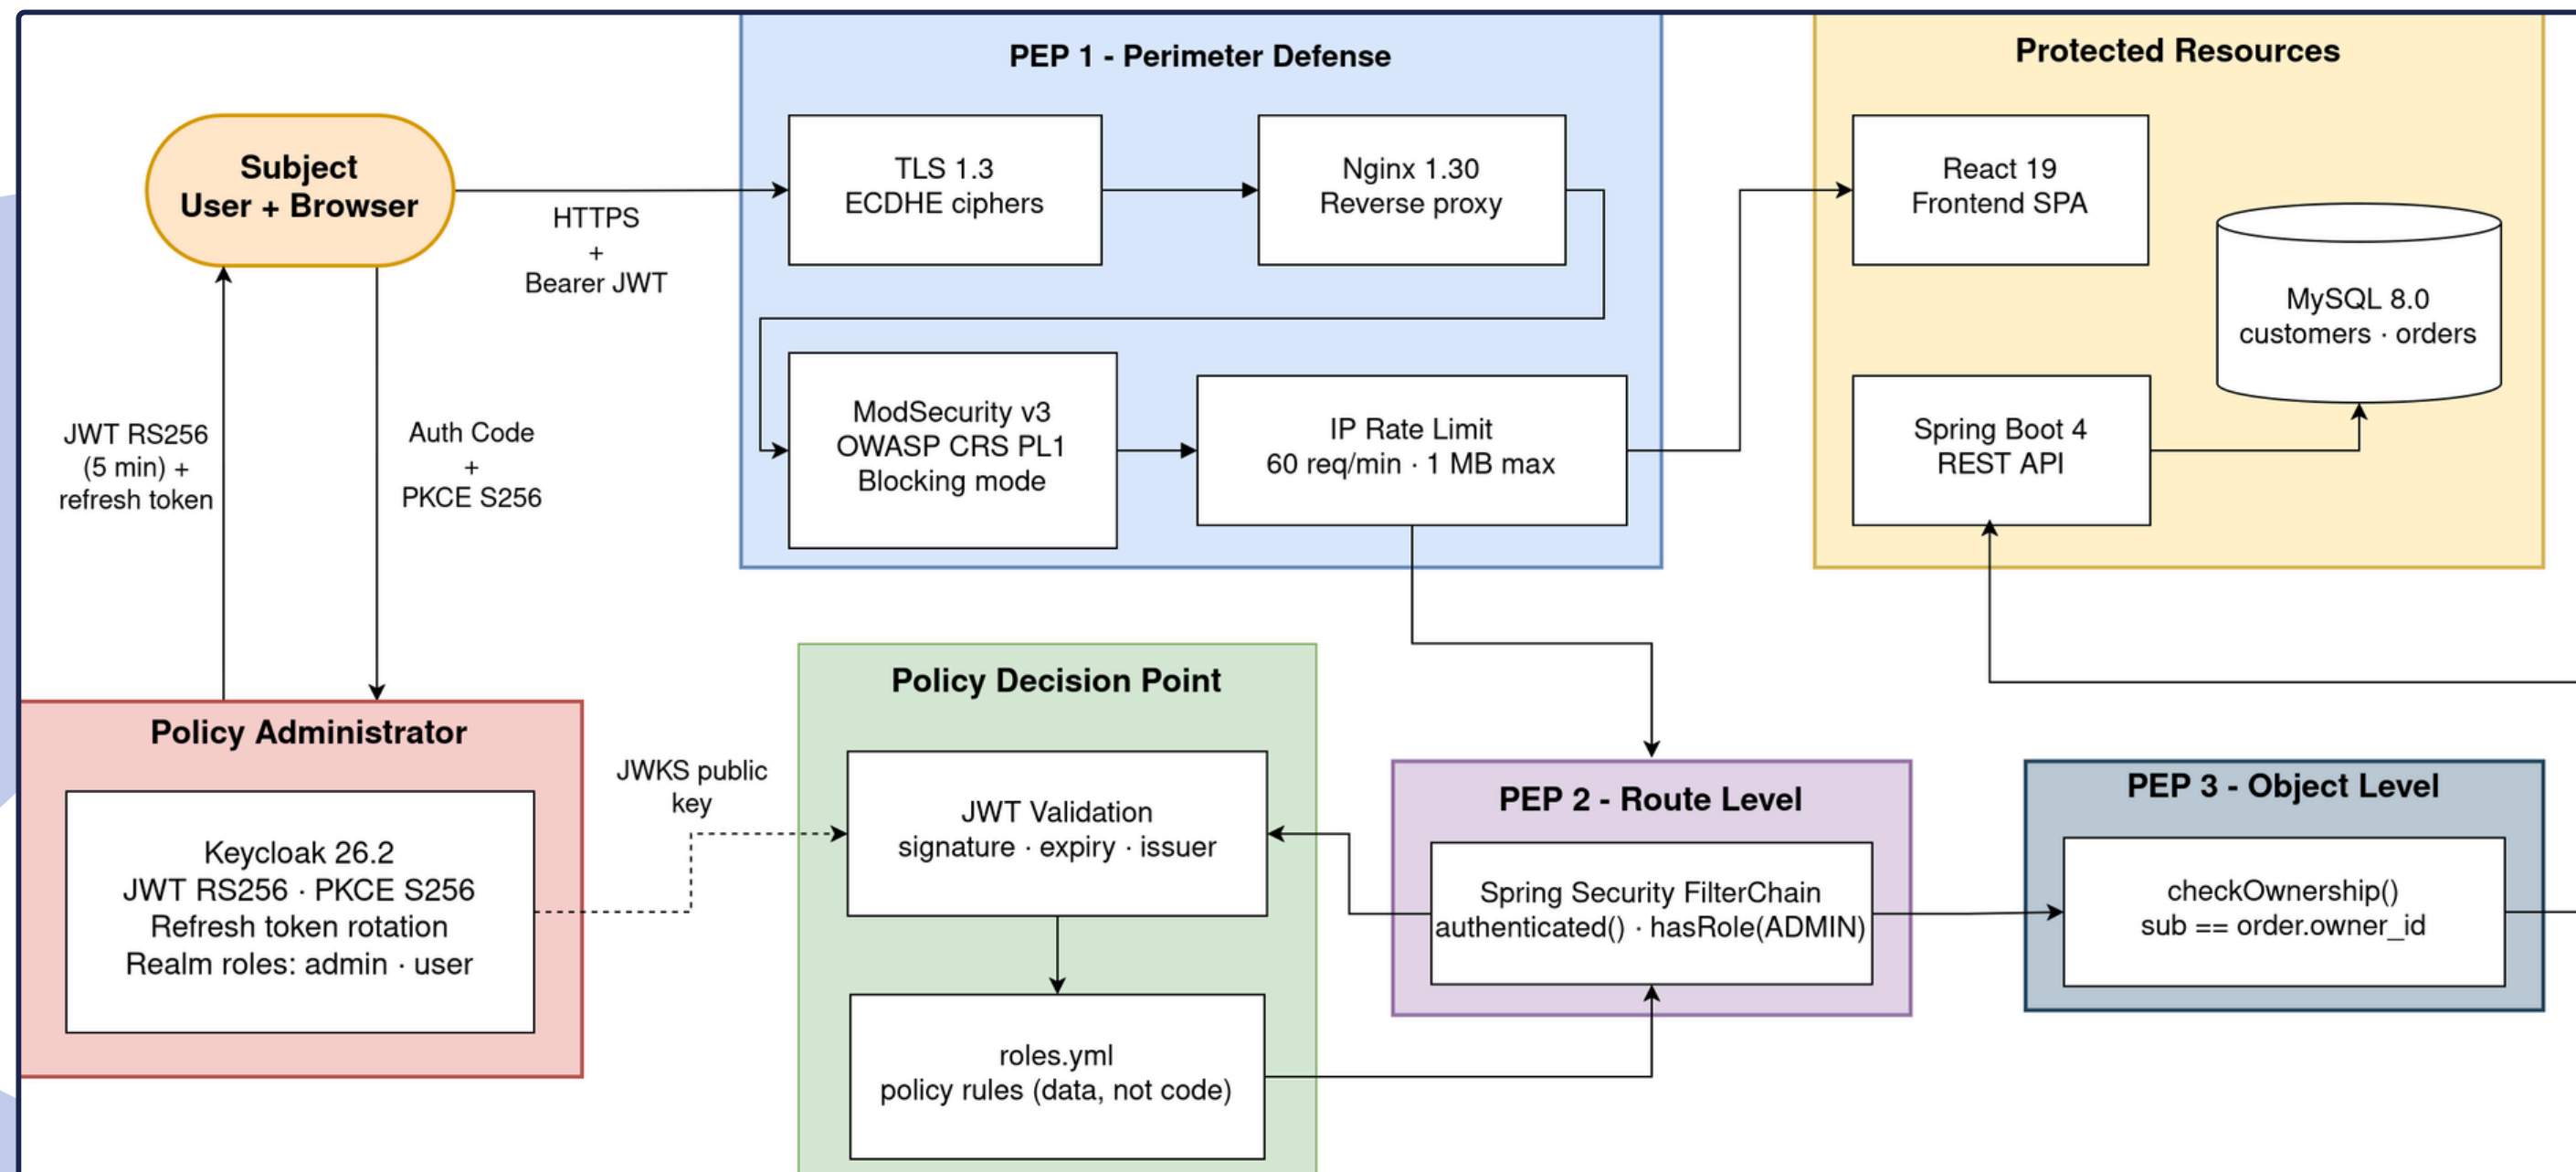 PEP 1 - Perimeter Defense
Protected Resources
Subject
User + Browser
HTTPS
+
Bearer JWT
TLS 1.3
ECDHE ciphers
Nginx 1.30
Reverse proxy
React 19
Frontend SPA
MySQL 8.0
customers · orders
JWT RS256
(5 min) +
refresh token
Auth Code
+
PKCE S256
ModSecurity v3
OWASP CRS PL1
Blocking mode
IP Rate Limit
60 req/min · 1 MB max
Spring Boot 4
REST API
Policy Administrator
Keycloak 26.2
JWT RS256 · PKCE S256
Refresh token rotation
Realm roles: admin · user
JWKS public
key
Policy Decision Point
JWT Validation
signature · expiry · issuer
roles.yml
policy rules (data, not code)
PEP 2 - Route Level
Spring Security FilterChain
authenticated() · hasRole(ADMIN)
PEP 3 - Object Level
checkOwnership()
sub == order.owner_id